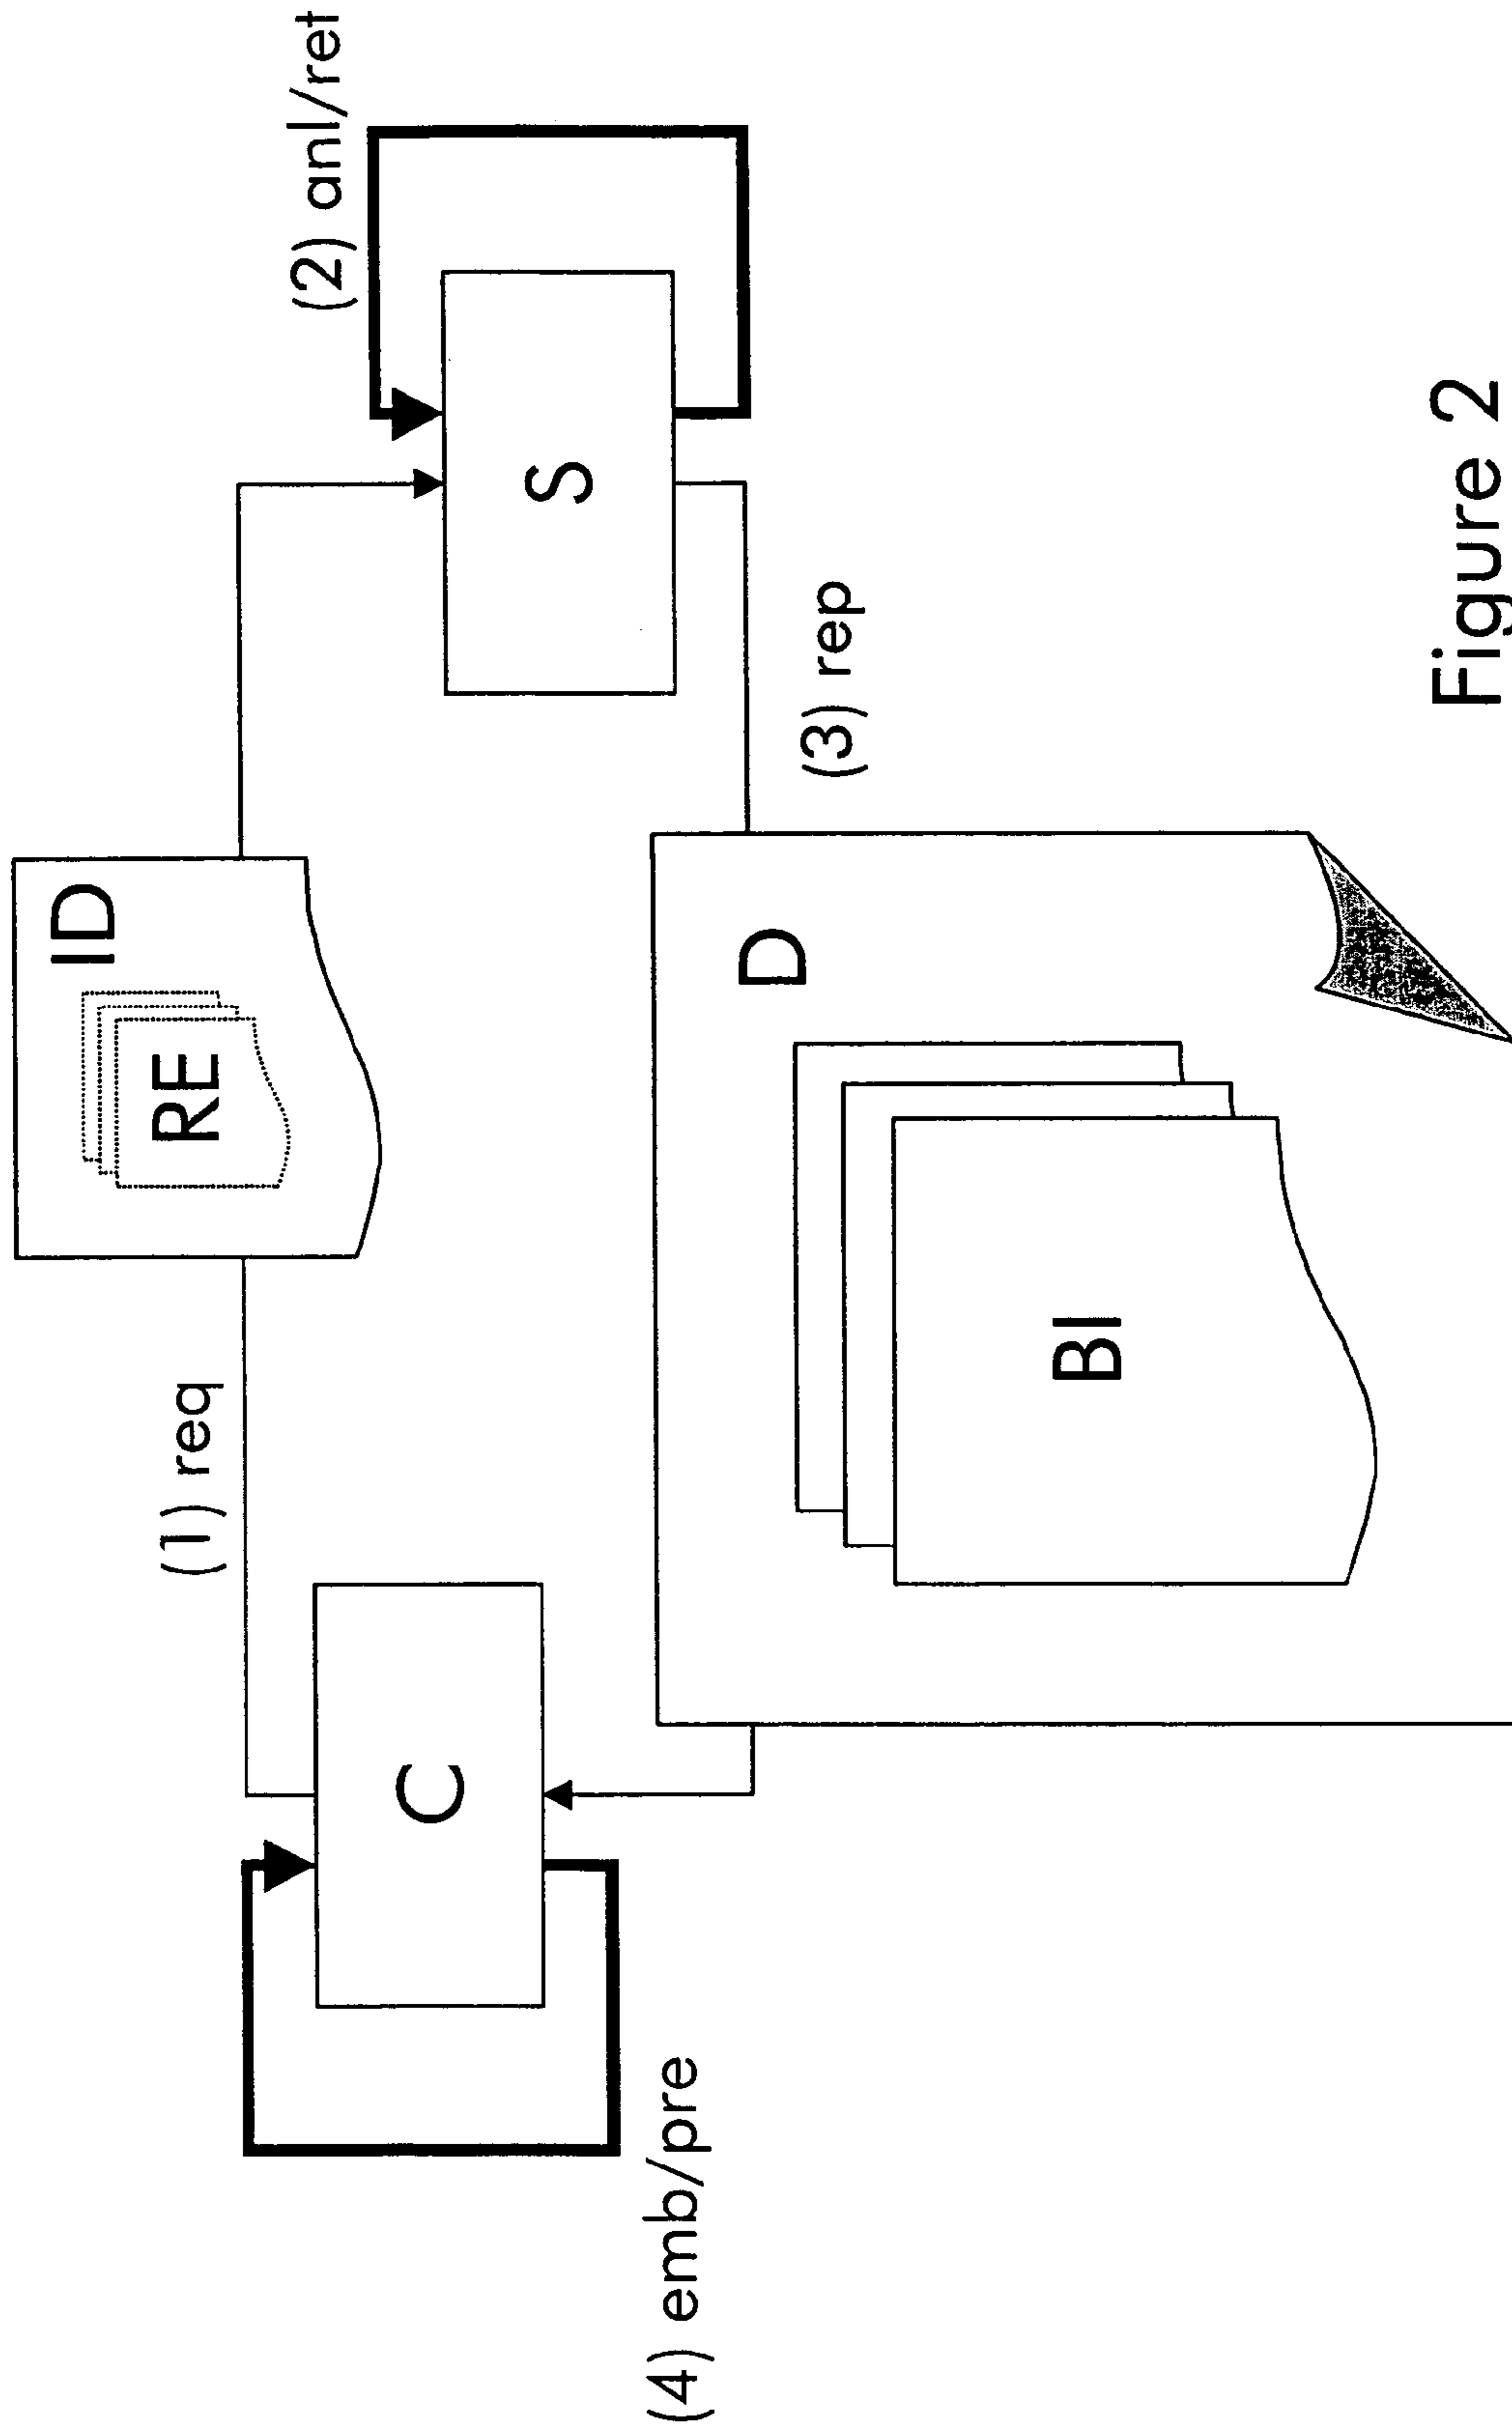 ID
RE
(1) req
(2) anl/ret
C
S
(3) rep
D
BI
(4) emb/pre
Figure 2